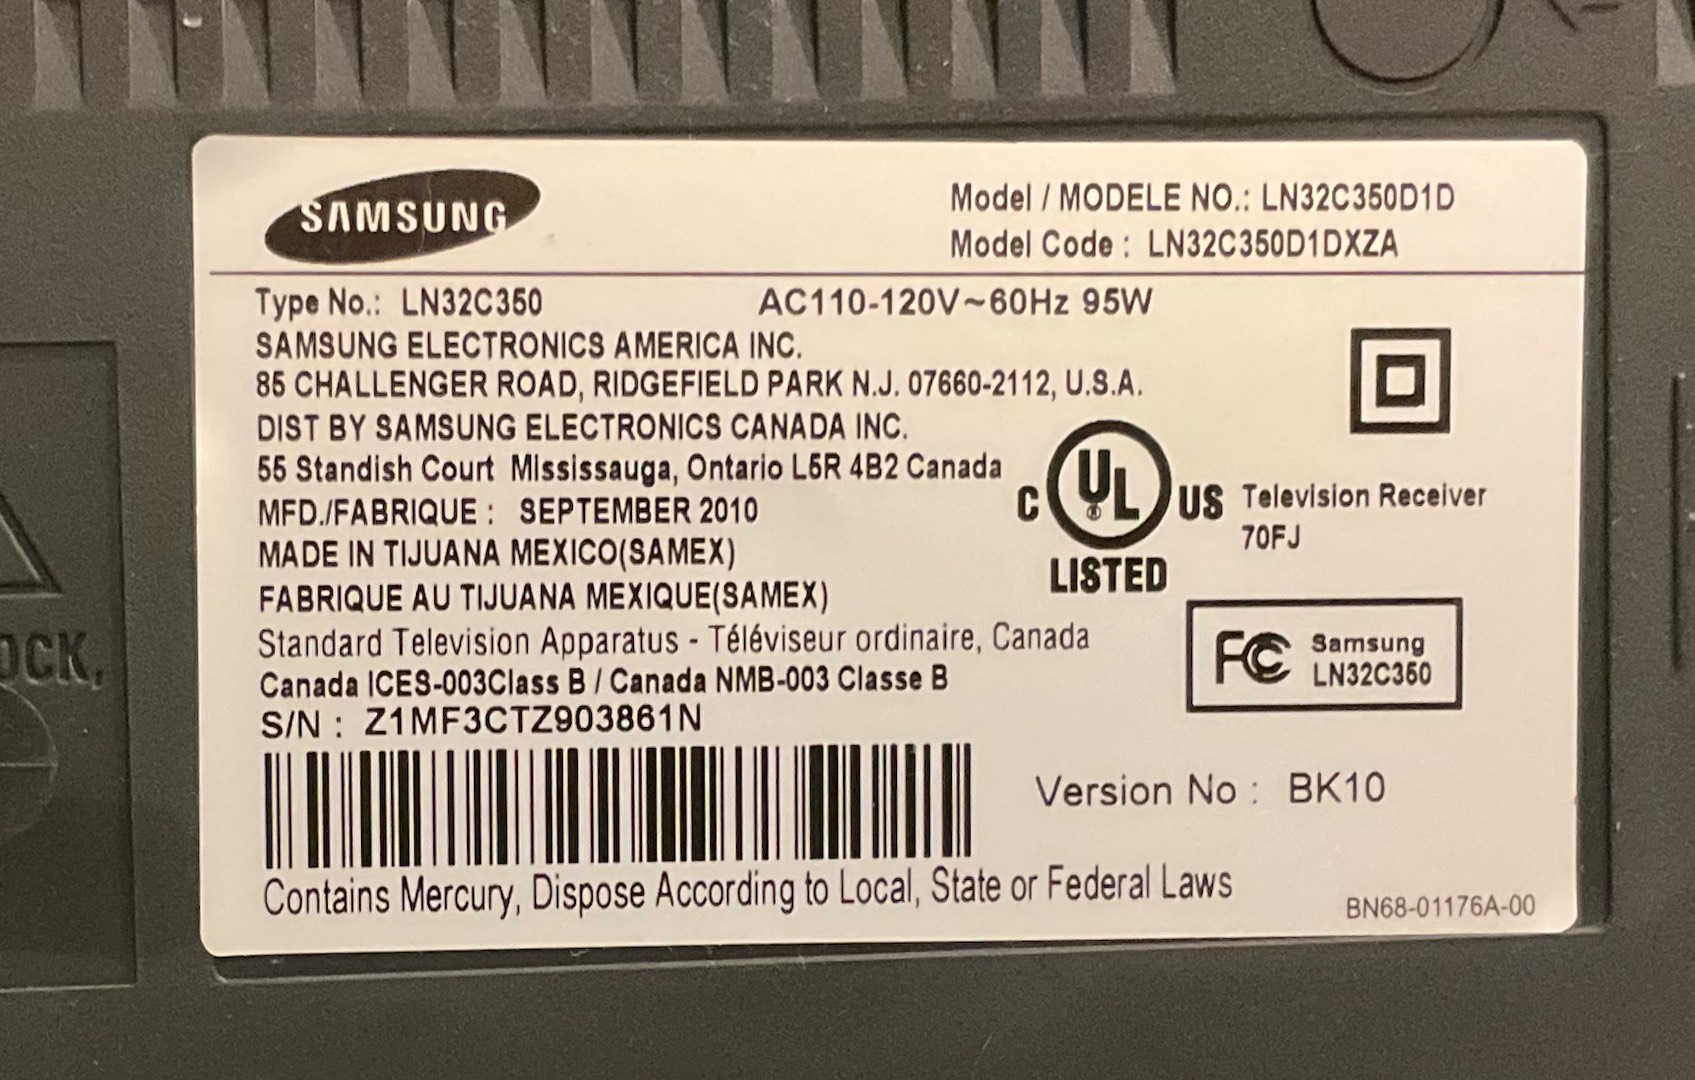 SAMSUNG
Model / MODELE NO.: LN32C350D1D
Model Code : LN32C350D1DXZA
Type No.: LN32C350 AC110-120V~60Hz 95W
SAMSUNG ELECTRONICS AMERICA INC.
85 CHALLENGER ROAD, RIDGEFIELD PARK N.J. 07660-2112, U.S.A.
DIST BY SAMSUNG ELECTRONICS CANADA INC.
55 Standish Court Mississauga, Ontario L5R 4B2 Canada
MFD./FABRIQUE : SEPTEMBER 2010
MADE IN TIJUANA MEXICO(SAMEX)
FABRIQUE AU TIJUANA MEXIQUE(SAMEX)
Standard Television Apparatus - Téléviseur ordinaire, Canada
Canada ICES-003Class B / Canada NMB-003 Classe B
S/N : Z1MF3CTZ903861N
Contains Mercury, Dispose According to Local, State or Federal Laws
C UL® US
LISTED
Television Receiver
70FJ
FC Samsung
LN32C350
Version No : BK10
BN68-01176A-00
OCK,